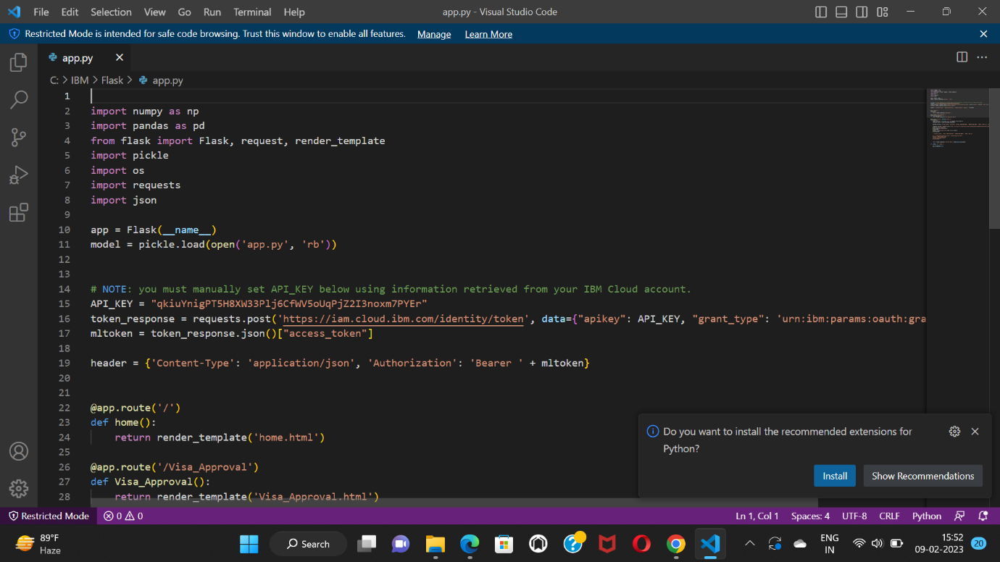 File Edit Selection View Go Run Terminal Help app.py - Visual Studio Code
Restricted Mode is intended for safe code browsing. Trust this window to enable all features. Manage Learn More
app.py
C: > IBM > Flask > app.py
1
2 import numpy as np
3 import pandas as pd
4 from flask import Flask, request, render_template
5 import pickle
6 import os
7 import requests
8 import json
9
10 app = Flask(__name__)
11 model = pickle.load(open('app.py', 'rb'))
12
13
14 # NOTE: you must manually set API_KEY below using information retrieved from your IBM Cloud account.
15 API_KEY = "qkiuYnigPT5H8XW33Plj6CfWV5oUqPjZ2I3noxm7PYEr"
16 token_response = requests.post('https://iam.cloud.ibm.com/identity/token', data={"apikey": API_KEY, "grant_type": 'urn:ibm:params:oauth:gra
17 mltoken = token_response.json()["access_token"]
18
19 header = {'Content-Type': 'application/json', 'Authorization': 'Bearer ' + mltoken}
20
21
22 @app.route('/')
23 def home():
24 return render_template('home.html')
25
26 @app.route('/Visa_Approval')
27 def Visa_Approval():
28 return render_template('Visa_Approval.html')
Do you want to install the recommended extensions for
Python?
Install Show Recommendations
Restricted Mode 0 0 Ln 1, Col 1 Spaces: 4 UTF-8 CRLF Python
89°F
Haze
Search
ENG
IN
15:52
09-02-2023
20